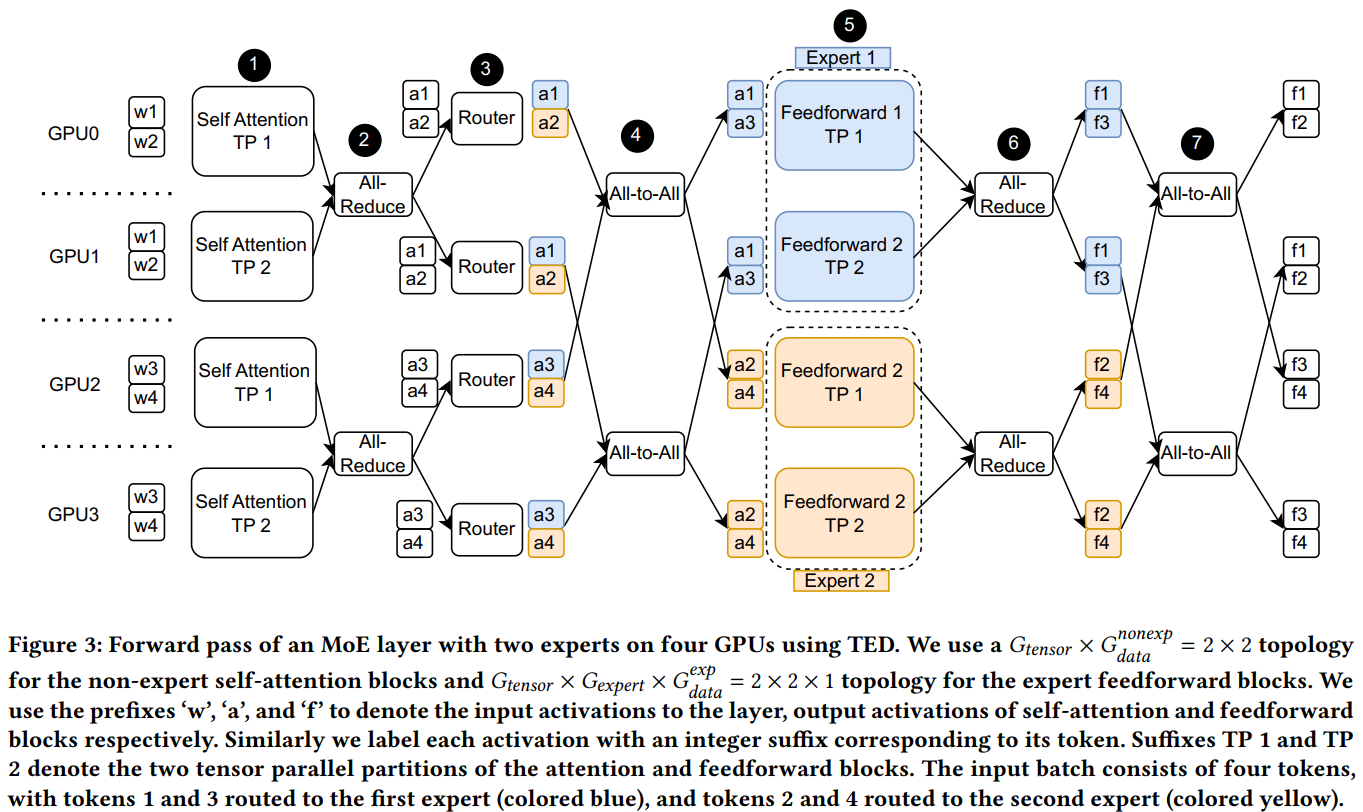 5
Expert 1
1
3
a1
a1
a1
f1
f1
w1
Self Attention
TP 1
a2
Router
a2
4
a3
Feedforward 1
TP 1
f3
f2
GPU0
w2
2
6
7
All-
Reduce
All-to-All
All-
Reduce
All-to-All
w1
Self Attention
TP 2
a1
Router
a1
a1
Feedforward 2
TP 2
f1
f1
GPU1
w2
a2
a2
a3
f3
f2
w3
Self Attention
TP 1
a3
Router
a3
a2
Feedforward 2
TP 1
f2
f3
GPU2
w4
a4
a4
a4
f4
f4
All-
Reduce
All-to-All
All-
Reduce
All-to-All
w3
Self Attention
TP 2
a3
Router
a3
a2
Feedforward 2
TP 2
f2
f3
GPU3
w4
a4
a4
a4
f4
f4
Expert 2
Figure 3: Forward pass of an MoE layer with two experts on four GPUs using TED. We use a G_{tensor} × G_{data}^{nonexp} = 2 × 2 topology
for the non-expert self-attention blocks and G_{tensor} × G_{expert} × G_{data}^{exp} = 2 × 2 × 1 topology for the expert feedforward blocks. We
use the prefixes ‘w’, ‘a’, and ‘f’ to denote the input activations to the layer, output activations of self-attention and feedforward
blocks respectively. Similarly we label each activation with an integer suffix corresponding to its token. Suffixes TP 1 and TP
2 denote the two tensor parallel partitions of the attention and feedforward blocks. The input batch consists of four tokens,
with tokens 1 and 3 routed to the first expert (colored blue), and tokens 2 and 4 routed to the second expert (colored yellow).